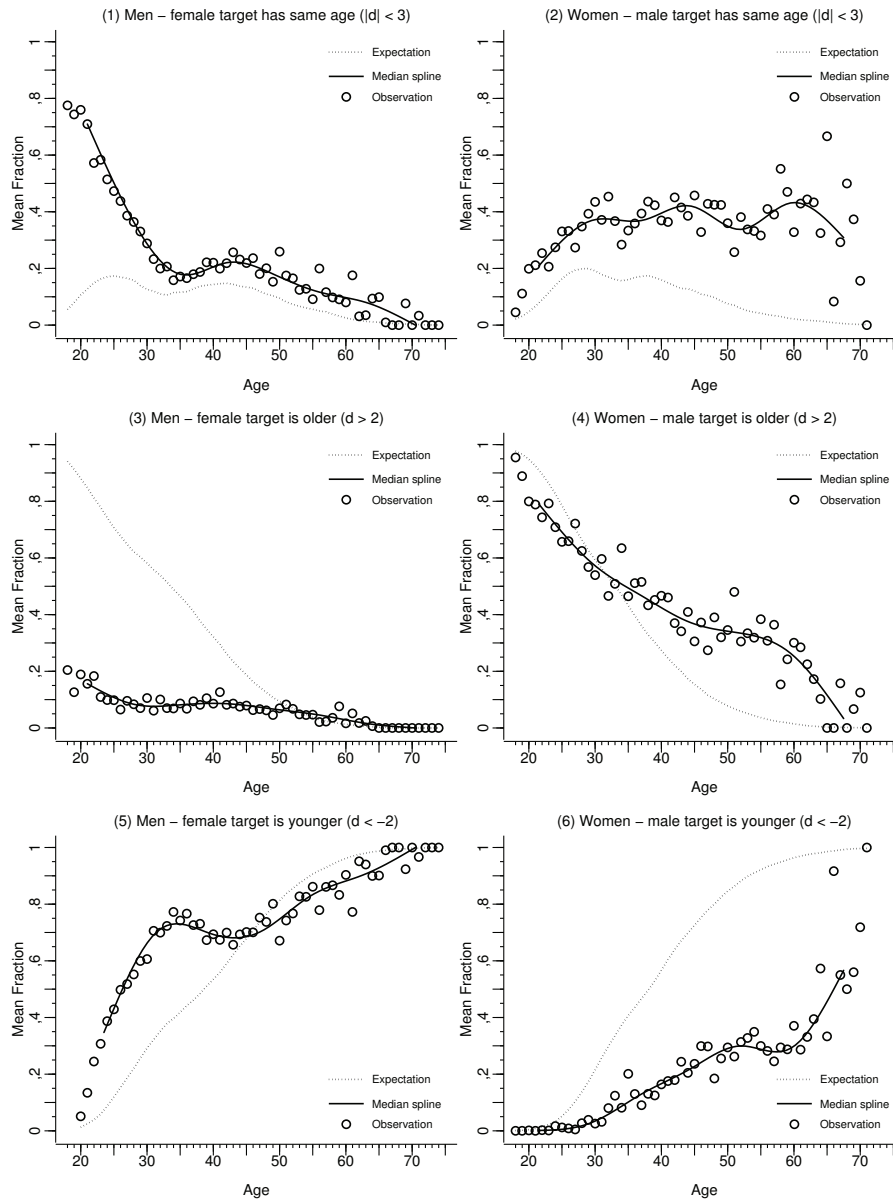 (1) Men − female target has same age (|d| < 3)
Mean Fraction
1
,8
,6
,4
,2
0
Expectation
Median spline
Observation
20 30 40 50 60 70
Age
(2) Women − male target has same age (|d| < 3)
Mean Fraction
1
,8
,6
,4
,2
0
Expectation
Median spline
Observation
20 30 40 50 60 70
Age
(3) Men − female target is older (d > 2)
Mean Fraction
1
,8
,6
,4
,2
0
Expectation
Median spline
Observation
20 30 40 50 60 70
Age
(4) Women − male target is older (d > 2)
Mean Fraction
1
,8
,6
,4
,2
0
Expectation
Median spline
Observation
20 30 40 50 60 70
Age
(5) Men − female target is younger (d < −2)
Mean Fraction
1
,8
,6
,4
,2
0
Expectation
Median spline
Observation
20 30 40 50 60 70
Age
(6) Women − male target is younger (d < −2)
Mean Fraction
1
,8
,6
,4
,2
0
Expectation
Median spline
Observation
20 30 40 50 60 70
Age